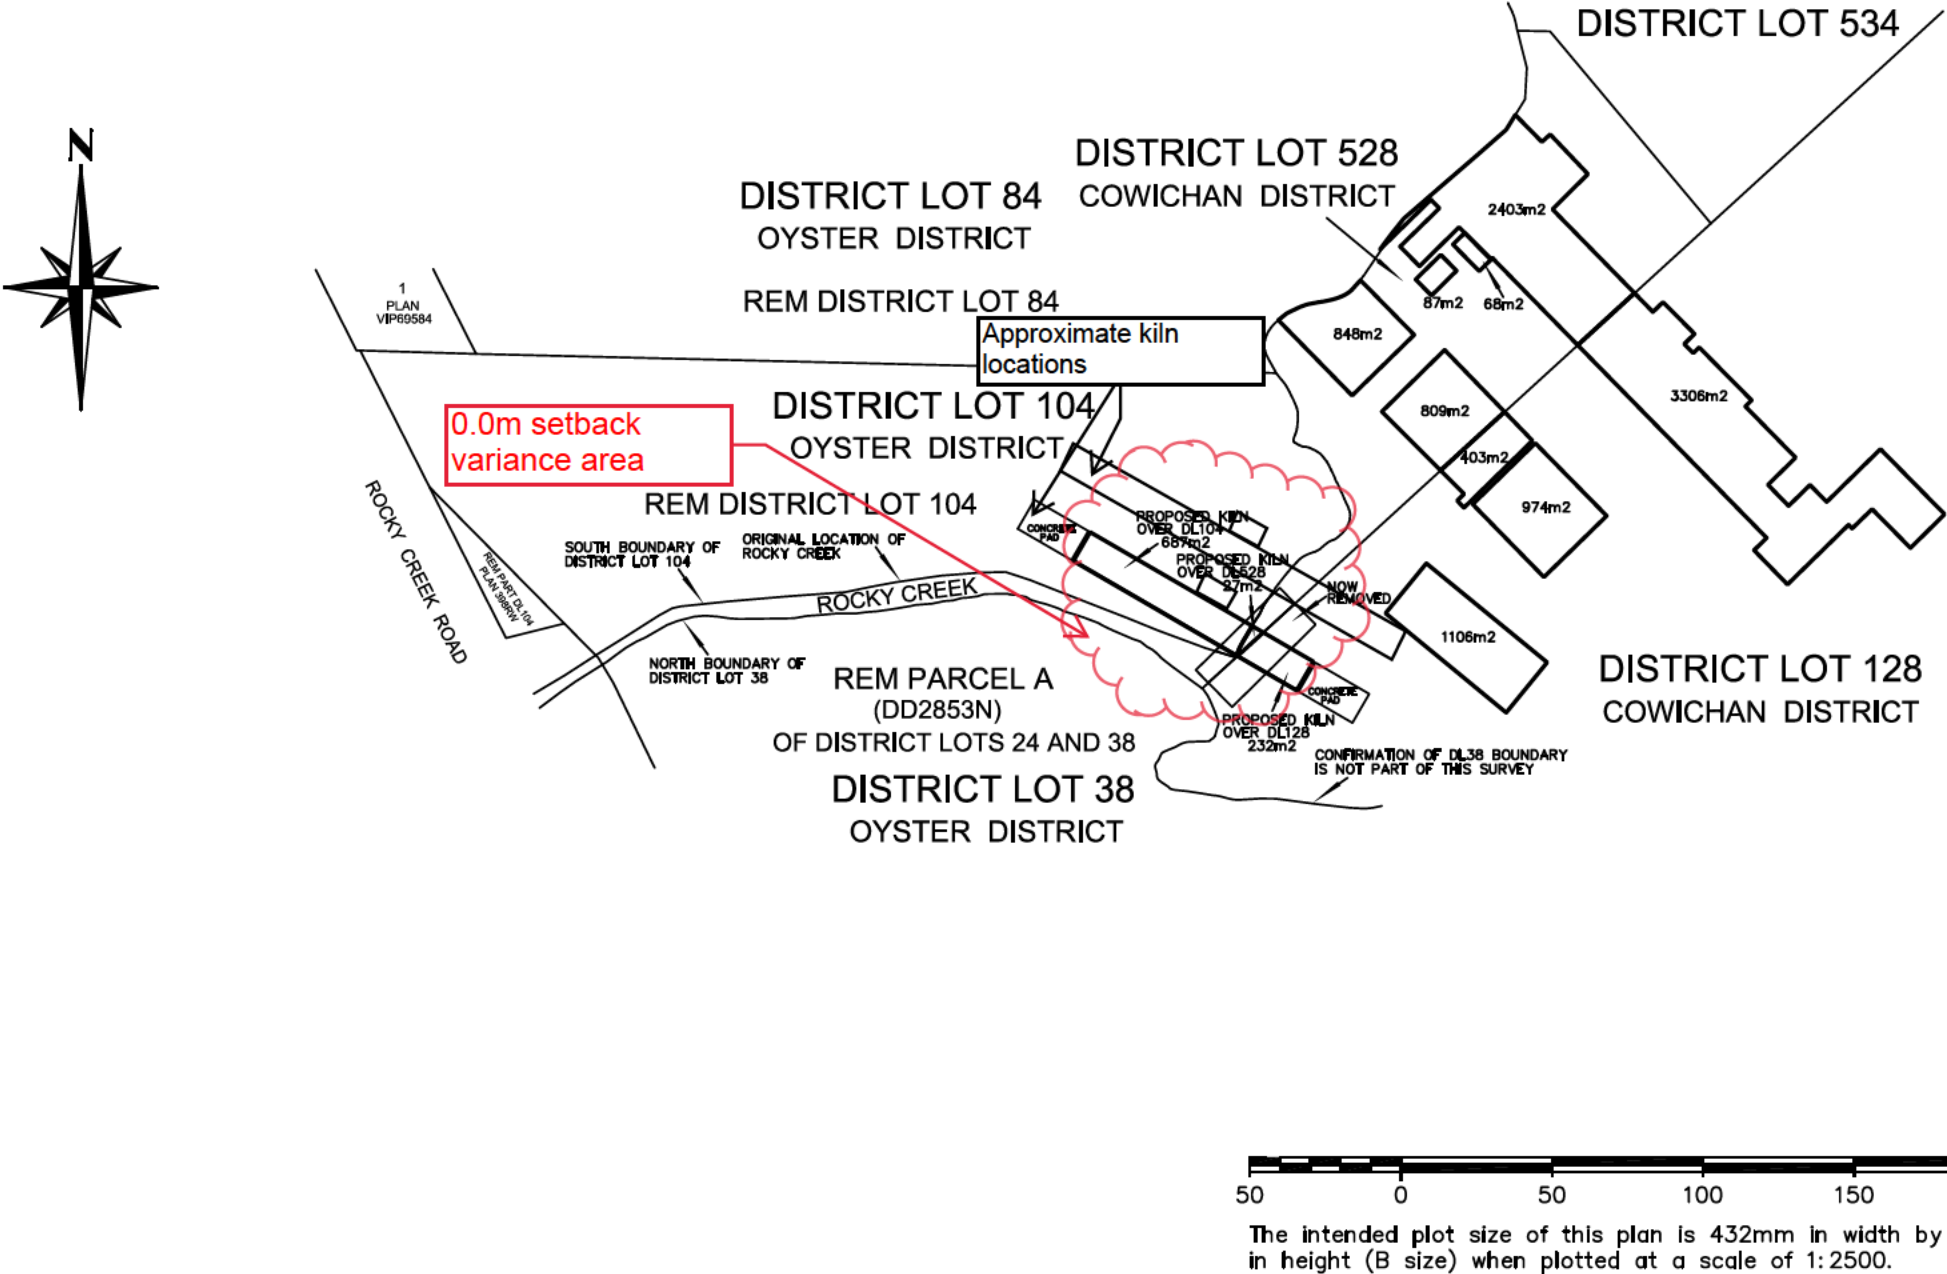 DISTRICT LOT 534
N
DISTRICT LOT 528
COWICHAN DISTRICT
DISTRICT LOT 84
OYSTER DISTRICT
2403m2
1
PLAN
VIP69584
REM DISTRICT LOT 84
87m2
68m2
Approximate kiln
locations
848m2
3306m2
0.0m setback
variance area
DISTRICT LOT 104
OYSTER DISTRICT
809m2
403m2
974m2
REM DISTRICT LOT 104
ROCKY CREEK ROAD
REM PART DL104
PLAN 398RW
SOUTH BOUNDARY OF
DISTRICT LOT 104
ORIGINAL LOCATION OF
ROCKY CREEK
CONCRETE
PAD
PROPOSED KILN
OVER DL104
687m2
PROPOSED KILN
OVER DL528
27m2
NOW
REMOVED
ROCKY CREEK
1106m2
NORTH BOUNDARY OF
DISTRICT LOT 38
REM PARCEL A
(DD2853N)
OF DISTRICT LOTS 24 AND 38
CONCRETE
PAD
PROPOSED KILN
OVER DL128
232m2
DISTRICT LOT 128
COWICHAN DISTRICT
CONFIRMATION OF DL38 BOUNDARY
IS NOT PART OF THIS SURVEY
DISTRICT LOT 38
OYSTER DISTRICT
50 0 50 100 150
The intended plot size of this plan is 432mm in width by
in height (B size) when plotted at a scale of 1:2500.